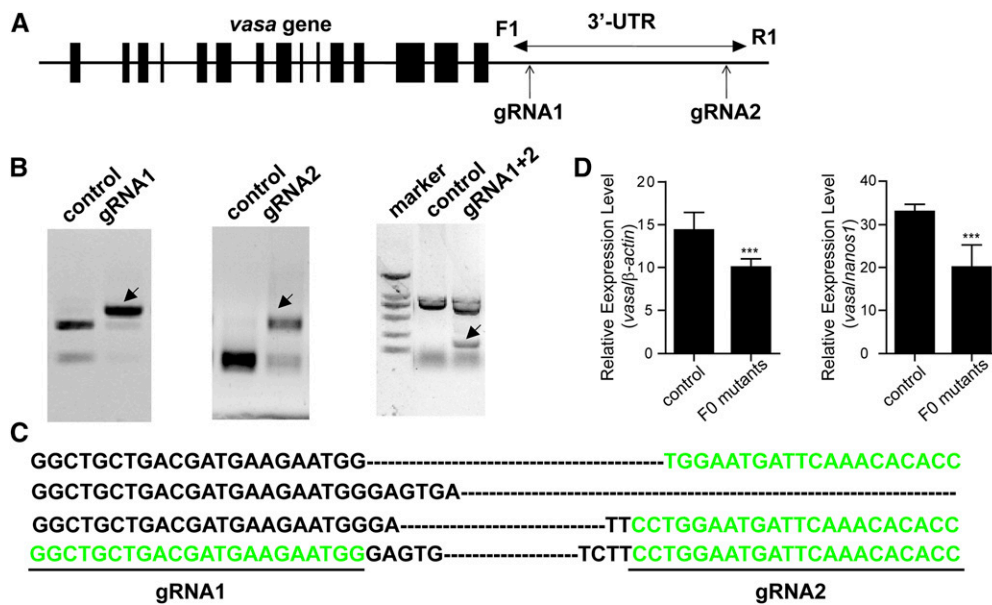 A
vasa gene
F1
3'-UTR
R1
gRNA1
gRNA2
B
control
gRNA1
control
gRNA2
marker
control
gRNA1+2
D
Relative Eexpression Level
(vasa/β-actin)
20
15
10
5
0
***
control
F0 mutants
Relative Eexpression Level
(vasa/nanos1)
40
30
20
10
0
***
control
F0 mutants
C
GGCTGCTGACGATGAAGAATGG--------------------------------------TGGAATGATTCAAACACACC
GGCTGCTGACGATGAAGAATGGGAGTGA----------------------------------------------------------------
GGCTGCTGACGATGAAGAATGGGA--------------------------TTCCTGGAATGATTCAAACACACC
GGCTGCTGACGATGAAGAATGGGAGTG-----------------TCTTCCTGGAATGATTCAAACACACC
gRNA1
gRNA2